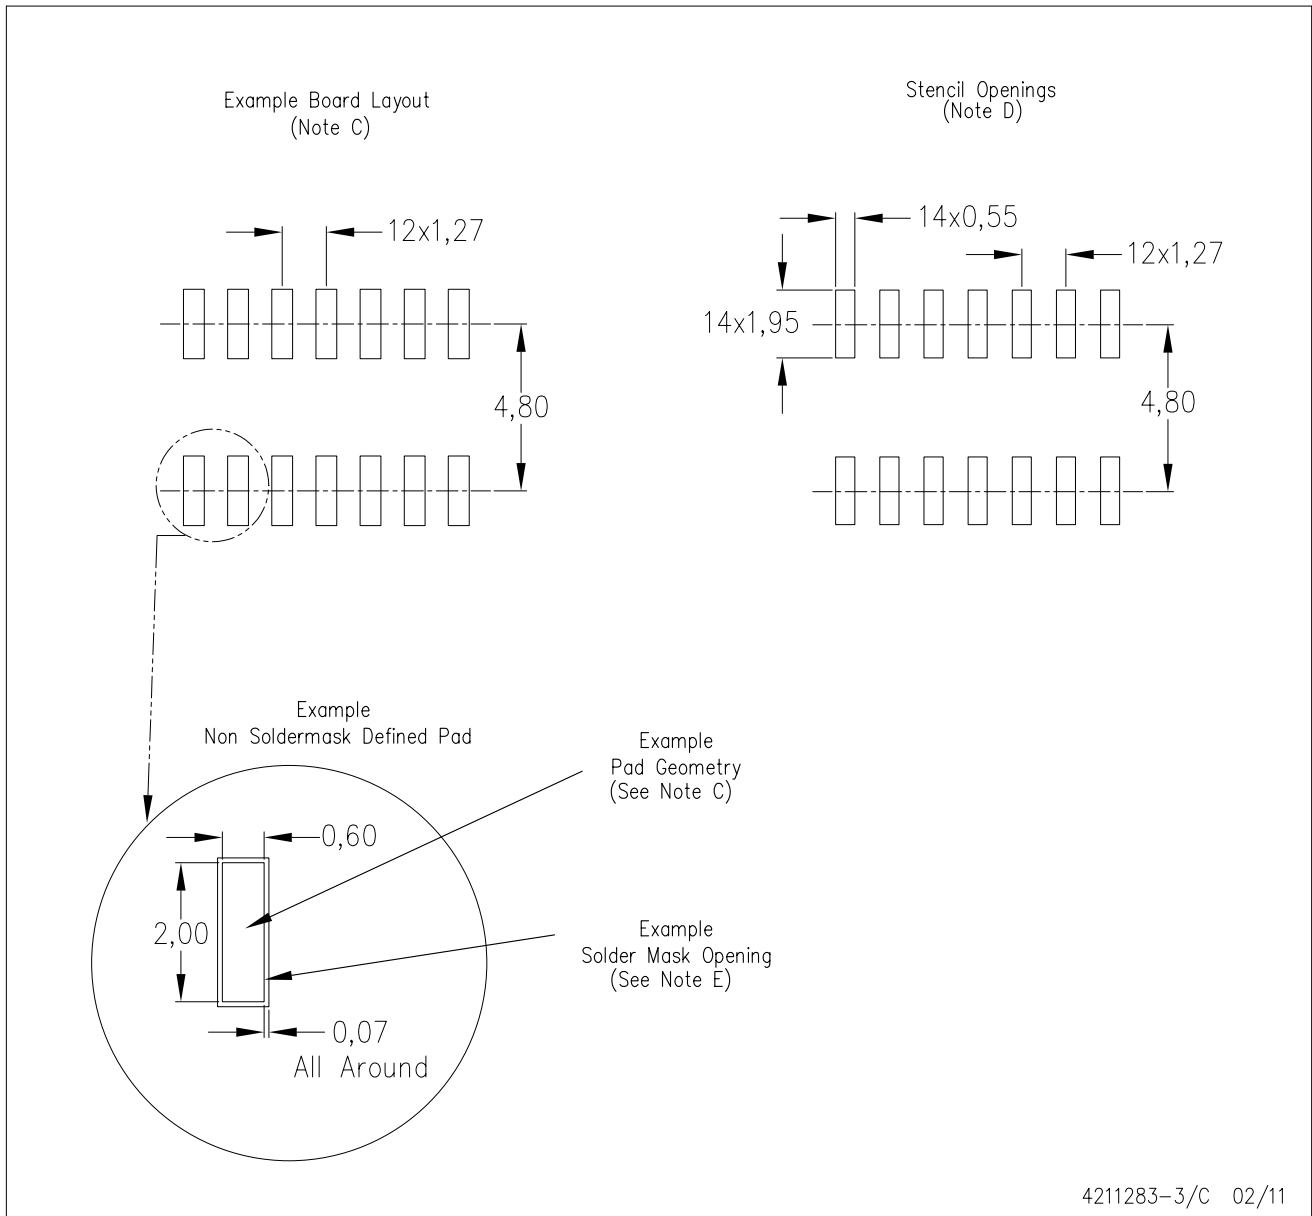 Example Board Layout
(Note C)
Stencil Openings
(Note D)
12x1,27
4,80
14x0,55
12x1,27
14x1,95
4,80
Example
Non Soldermask Defined Pad
Example
Pad Geometry
(See Note C)
0,60
2,00
Example
Solder Mask Opening
(See Note E)
0,07
All Around
4211283-3/C 02/11